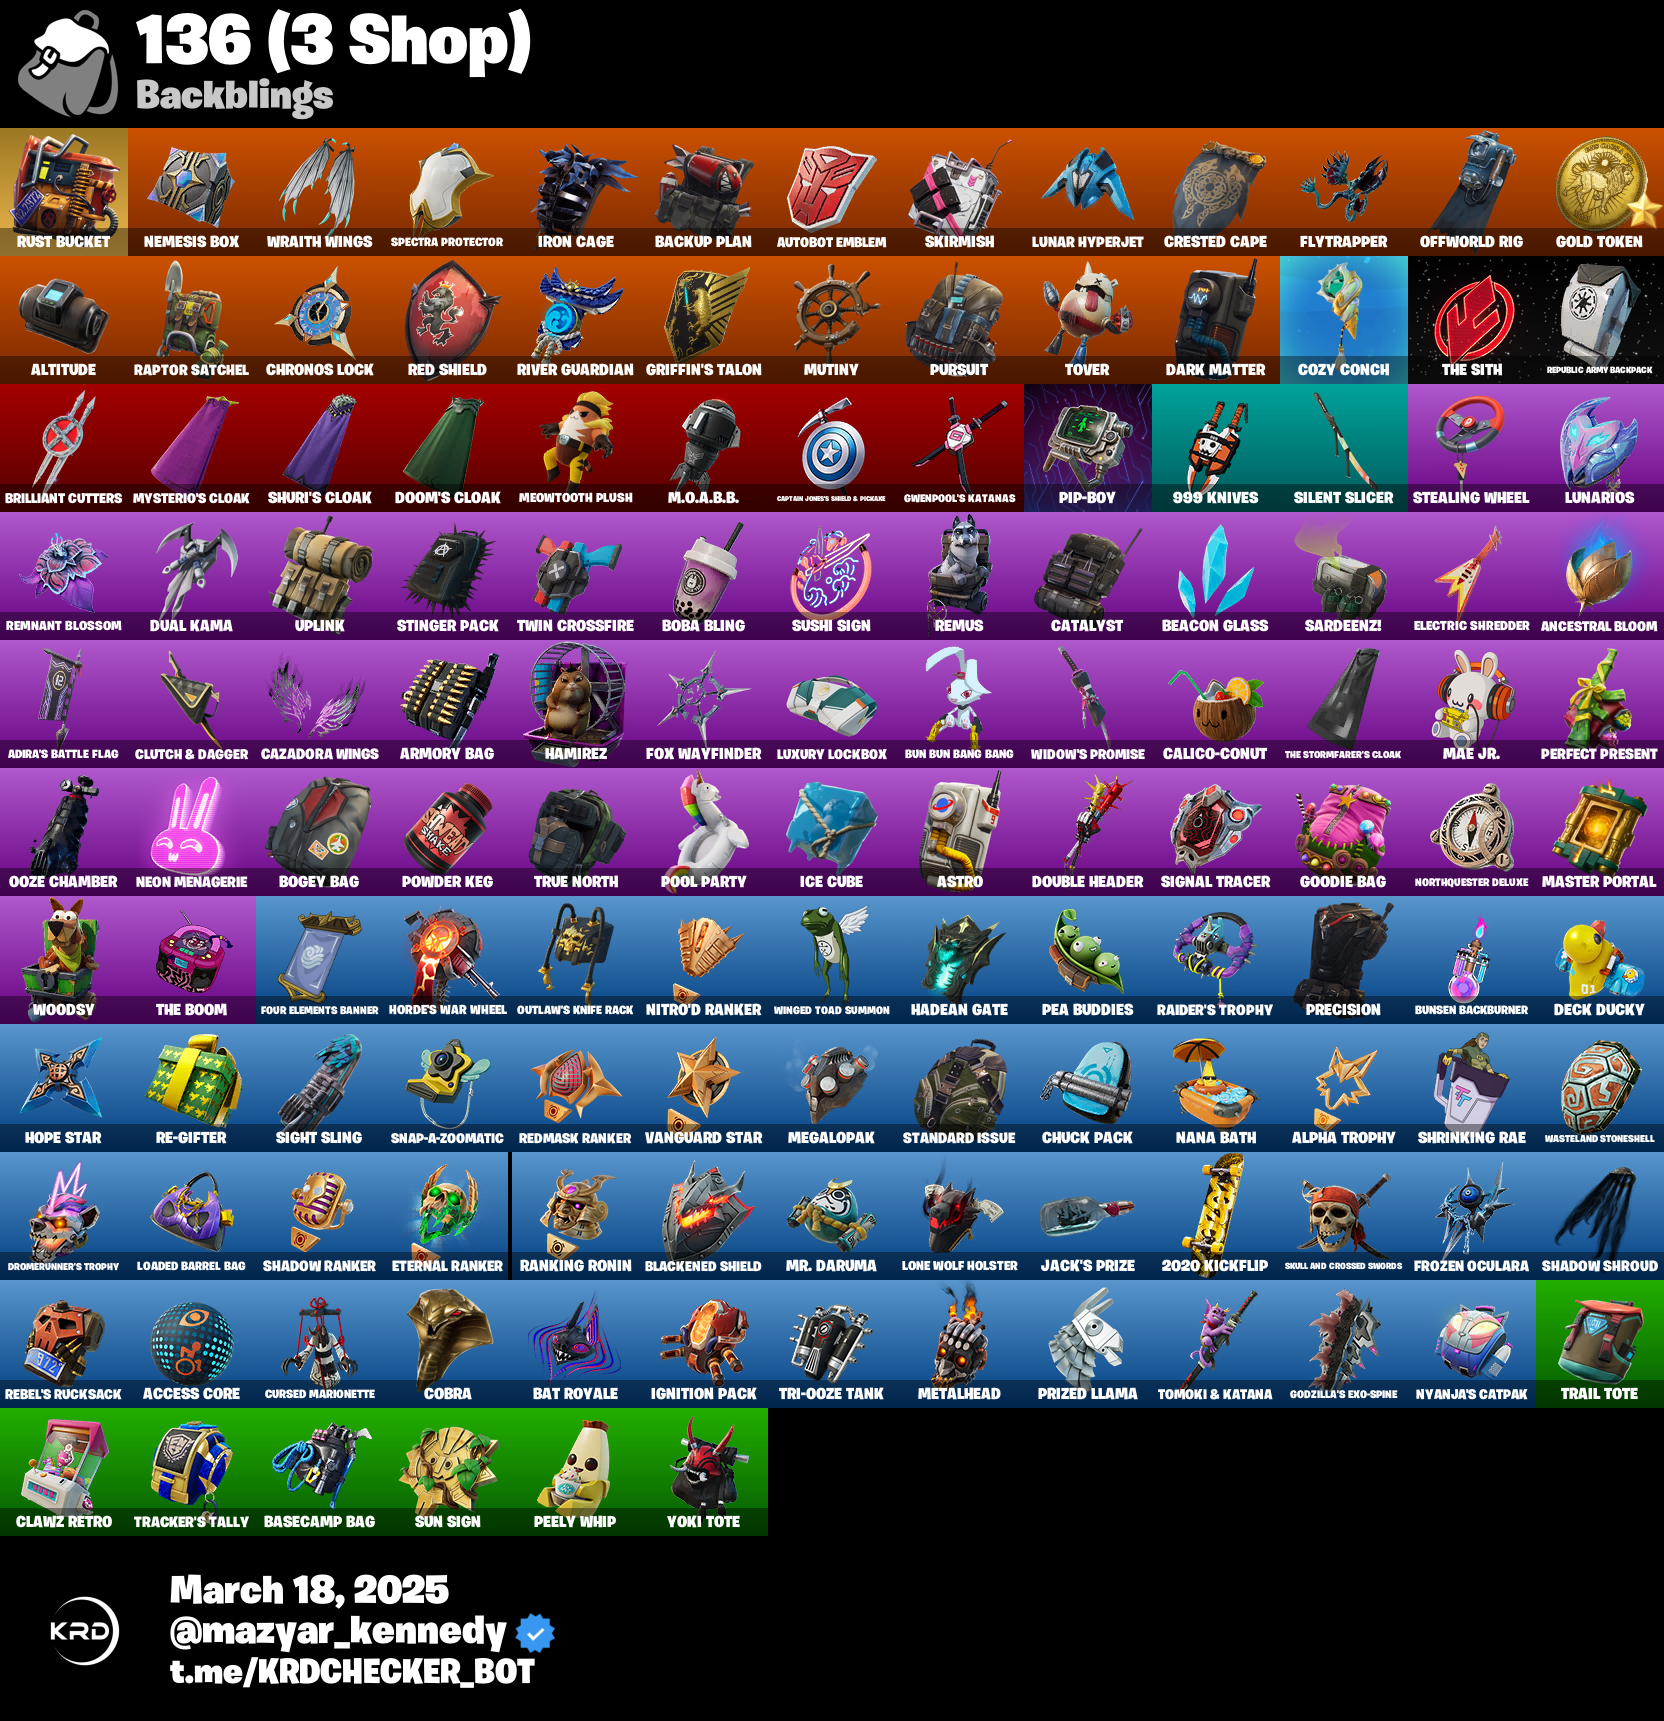 136 (3 Shop)
Backblings
RUST BUCKET NEMESIS BOX WRAITH WINGS SPECTRA PROTECTOR IRON CAGE BACKUP PLAN AUTOBOT EMBLEM SKIRMISH LUNAR HYPERJET CRESTED CAPE FLYTRAPPER OFFWORLD RIG GOLD TOKEN
ALTITUDE RAPTOR SATCHEL CHRONOS LOCK RED SHIELD RIVER GUARDIAN GRIFFIN'S TALON MUTINY PURSUIT TOVER DARK MATTER COZY CONCH THE SITH REPUBLIC ARMY BACKPACK
BRILLIANT CUTTERS MYSTERIO'S CLOAK SHURI'S CLOAK DOOM'S CLOAK MEOWTOOTH PLUSH M.O.A.B.B. CAPTAIN JONES'S SHIELD & PICKAXE GWENPOOL'S KATANAS PIP-BOY 999 KNIVES SILENT SLICER STEALING WHEEL LUNARIOS
REMNANT BLOSSOM DUAL KAMA UPLINK STINGER PACK TWIN CROSSFIRE BOBA BLING SUSHI SIGN REMUS CATALYST BEACON GLASS SARDEENZ! ELECTRIC SHREDDER ANCESTRAL BLOOM
ADIRA'S BATTLE FLAG CLUTCH & DAGGER CAZADORA WINGS ARMORY BAG HAMIREZ FOX WAYFINDER LUXURY LOCKBOX BUN BUN BANG BANG WIDOW'S PROMISE CALICO-CONUT THE STORMFARER'S CLOAK MAE JR. PERFECT PRESENT
OOZE CHAMBER NEON MENAGERIE BOGEY BAG POWDER KEG TRUE NORTH POOL PARTY ICE CUBE ASTRO DOUBLE HEADER SIGNAL TRACER GOODIE BAG NORTHQUESTER DELUXE MASTER PORTAL
WOODSY THE BOOM FOUR ELEMENTS BANNER HORDE'S WAR WHEEL OUTLAW'S KNIFE RACK NITRO'D RANKER WINGED TOAD SUMMON HADEAN GATE PEA BUDDIES RAIDER'S TROPHY PRECISION BUNSEN BACKBURNER DECK DUCKY
HOPE STAR RE-GIFTER SIGHT SLING SNAP-A-ZOOMATIC REDMASK RANKER VANGUARD STAR MEGALOPAK STANDARD ISSUE CHUCK PACK NANA BATH ALPHA TROPHY SHRINKING RAE WASTELAND STONESHELL
DROMERUNNER'S TROPHY LOADED BARREL BAG SHADOW RANKER ETERNAL RANKER RANKING RONIN BLACKENED SHIELD MR. DARUMA LONE WOLF HOLSTER JACK'S PRIZE 2020 KICKFLIP SKULL AND CROSSED SWORDS FROZEN OCULARA SHADOW SHROUD
REBEL'S RUCKSACK ACCESS CORE CURSED MARIONETTE COBRA BAT ROYALE IGNITION PACK TRI-OOZE TANK METALHEAD PRIZED LLAMA TOMOKI & KATANA GODZILLA'S EXO-SPINE NYANJA'S CATPAK TRAIL TOTE
CLAWZ RETRO TRACKER'S TALLY BASECAMP BAG SUN SIGN PEELY WHIP YOKI TOTE
March 18, 2025
KRD @mazyar_kennedy
t.me/KRDCHECKER_BOT